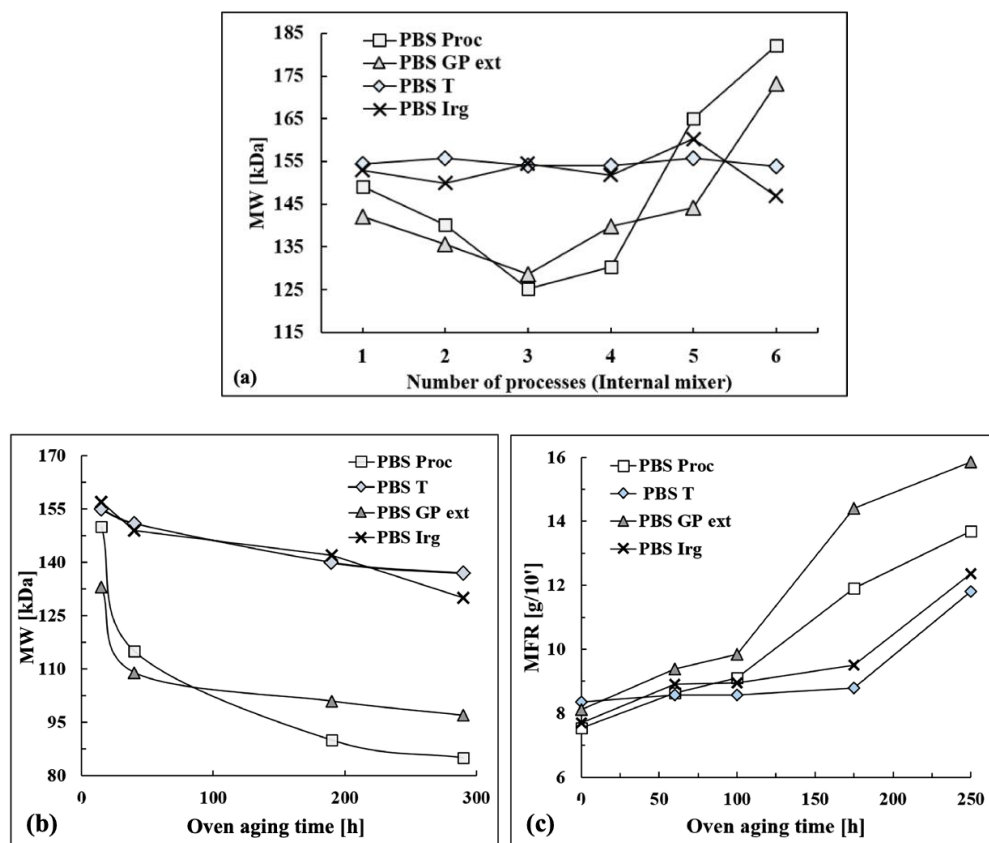 185
175
165
155
145
135
125
115
MW [kDa]
PBS Proc
PBS GP ext
PBS T
PBS Irg
1 2 3 4 5 6
(a) Number of processes (Internal mixer)
170
155
140
125
110
95
80
MW [kDa]
PBS Proc
PBS T
PBS GP ext
PBS Irg
0 100 200 300
(b) Oven aging time [h]
16
14
12
10
8
6
MFR [g/10']
PBS Proc
PBS T
PBS GP ext
PBS Irg
0 50 100 150 200 250
(c) Oven aging time [h]